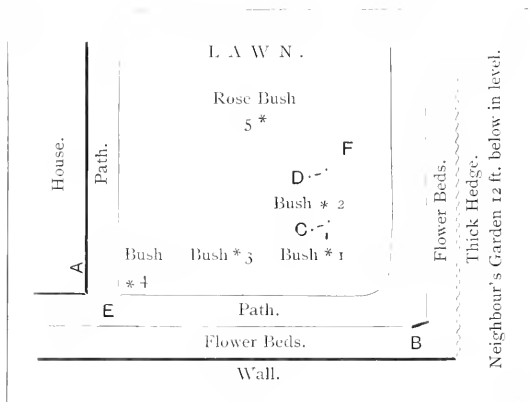 LAWN.
Rose Bush
5 *
F
D
Bush * 2
C
Bush Bush * 3 Bush * 1
* 4
House.
Path.
A
E
Path.
B
Flower Beds.
Wall.
Flower Beds.
Thick Hedge.
Neighbour's Garden 12 ft. below in level.